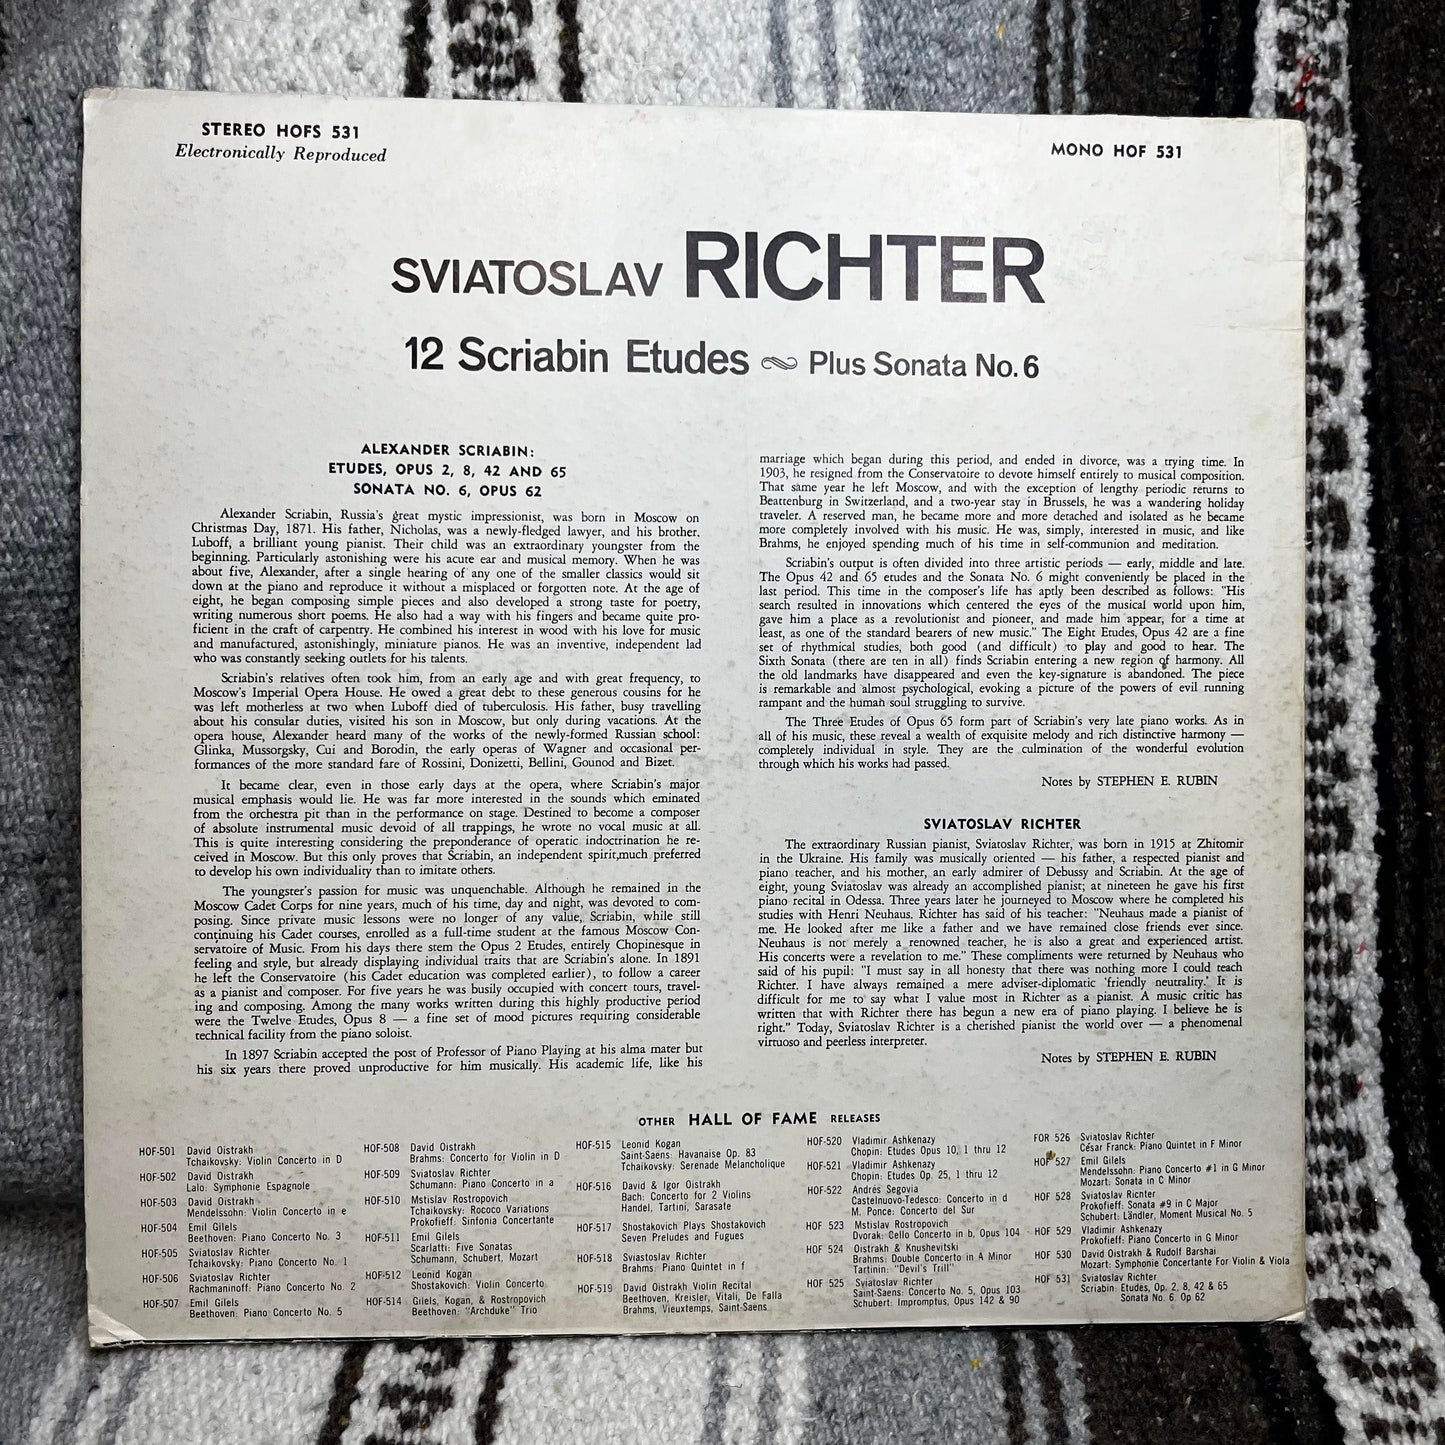 STEREO HOFS 531
Electronically Reproduced
MONO HOF 531
SVIATOSLAV RICHTER
12 Scriabin Etudes Plus Sonata No. 6
ALEXANDER SCRIABIN:
ETUDES, OPUS 2, 8, 42 AND 65
SONATA NO. 6, OPUS 62
Alexander Scriabin, Russia's great mystic impressionist, was born in Moscow on
Christmas Day, 1871. His father, Nicholas, was a newly-fledged lawyer, and his brother.
Luboff, a brilliant young pianist. Their child was an extraordinary youngster from the
beginning. Particularly astonishing were his acute ear and musical memory. When he was
about five, Alexander, after a single hearing of any one of the smaller classics would sit
down at the piano and reproduce it without a misplaced or forgotten note. At the age of
eight, he began composing simple pieces and also developed a strong taste for poetry,
writing numerous short poems. He also had a way with his fingers and became quite pro-
ficient in the craft of carpentry. He combined his interest in wood with his love for music
and manufactured, astonishingly, miniature pianos. He was an inventive, independent lad
who was constantly seeking outlets for his talents.
Scriabin's relatives often took him, from an early age and with great frequency, to
Moscow's Imperial Opera House. He owed a great debt to these generous cousins for he
was left motherless at two when Luboff died of tuberculosis. His father, busy travelling
about his consular duties, visited his son in Moscow, but only during vacations. At the
opera house, Alexander heard many of the works of the newly-formed Russian school:
Glinka, Mussorgsky, Cui and Borodin, the early operas of Wagner and occasional per-
formances of the more standard fare of Rossini, Donizetti, Bellini, Gounod and Bizet.
It became clear, even in those early days at the opera, where Scriabin's major
musical emphasis would lie. He was far more interested in the sounds which eminated
from the orchestra pit than in the performance on stage. Destined to become a composer
of absolute instrumental music devoid of all trappings, he wrote no vocal music at all.
This is quite interesting considering the preponderance of operatic indoctrination he re-
ceived in Moscow. But this only proves that Scriabin, an independent spirit,much preferred
to develop his own individuality than to imitate others.
The youngster's passion for music was unquenchable. Although he remained in the
Moscow Cadet Corps for nine years, much of his time, day and night, was devoted to com-
posing. Since private music lessons were no longer of any value, Scriabin, while still
continuing his Cadet courses, enrolled as a full-time student at the famous Moscow Con-
servatoire of Music. From his days there stem the Opus 2 Etudes, entirely Chopinesque in
feeling and style, but already displaying individual traits that are Scriabin's alone. In 1891
he left the Conservatoire (his Cadet education was completed earlier), to follow a career
as a pianist and composer. For five years he was busily occupied with concert tours, travel-
ing and composing. Among the many works written during this highly productive period
were the Twelve Etudes, Opus 8 — a fine set of mood pictures requiring considerable
technical facility from the piano soloist.
In 1897 Scriabin accepted the post of Professor of Piano Playing at his alma mater but
his six years there proved unproductive for him musically. His academic life, like his
marriage which began during this period, and ended in divorce, was a trying time. In
1903, he resigned from the Conservatoire to devote himself entirely to musical composition.
That same year he left Moscow, and with the exception of lengthy periodic returns to
Beattenburg in Switzerland, and a two-year stay in Brussels, he was a wandering holiday
traveler. A reserved man, he became more and more detached and isolated as he became
more completely involved with his music. He was, simply, interested in music, and like
Brahms, he enjoyed spending much of his time in self-communion and meditation.
Scriabin's output is often divided into three artistic periods — early, middle and late.
The Opus 42 and 65 etudes and the Sonata No. 6 might conveniently be placed in the
last period. This time in the composer's life has aptly been described as follows: "His
search resulted in innovations which centered the eyes of the musical world upon him,
gave him a place as a revolutionist and pioneer, and made him appear, for a time at
least, as one of the standard bearers of new music." The Eight Etudes, Opus 42 are a fine
set of rhythmical studies, both good (and difficult) to play and good to hear. The
Sixth Sonata (there are ten in all) finds Scriabin entering a new region of harmony. All
the old landmarks have disappeared and even the key-signature is abandoned. The piece
is remarkable and almost psychological, evoking a picture of the powers of evil running
rampant and the human soul struggling to survive.
The Three Etudes of Opus 65 form part of Scriabin's very late piano works. As in
all of his music, these reveal a wealth of exquisite melody and rich distinctive harmony —
completely individual in style. They are the culmination of the wonderful evolution
through which his works had passed.
Notes by STEPHEN E. RUBIN
SVIATOSLAV RICHTER
The extraordinary Russian pianist, Sviatoslav Richter, was born in 1915 at Zhitomir
in the Ukraine. His family was musically oriented — his father, a respected pianist and
piano teacher, and his mother, an early admirer of Debussy and Scriabin. At the age of
eight, young Sviatoslav was already an accomplished pianist; at nineteen he gave his first
piano recital in Odessa. Three years later he journeyed to Moscow where he completed his
studies with Henri Neuhaus. Richter has said of his teacher: "Neuhaus made a pianist of
me. He looked after me like a father and we have remained close friends ever since.
Neuhaus is not merely a renowned teacher, he is also a great and experienced artist.
His concerts were a revelation to me." These compliments were returned by Neuhaus who
said of his pupil: "I must say in all honesty that there was nothing more I could teach
Richter. I have always remained a mere adviser-diplomatic 'friendly neutrality.' It is
difficult for me to say what I value most in Richter as a pianist. A music critic has
written that with Richter there has begun a new era of piano playing. I believe he is
right." Today, Sviatoslav Richter is a cherished pianist the world over — a phenomenal
virtuoso and peerless interpreter.
Notes by STEPHEN E. RUBIN
OTHER HALL OF FAME RELEASES
HOF-501 David Oistrakh
Tchaikovsky: Violin Concerto in D
HOF-502 David Oistrakh
Lalo: Symphonie Espagnole
HOF-503 David Oistrakh
Mendelssohn: Violin Concerto in e
HOF-504 Emil Gilels
Beethoven: Piano Concerto No. 3
HOF-505 Sviatoslav Richter
Tchaikovsky: Piano Concerto No. 1
HOF-506 Sviatoslav Richter
Rachmaninoff: Piano Concerto No. 2
HOF-507 Emil Gilels
Beethoven: Piano Concerto No. 5
HOF-508 David Oistrakh
Brahms: Concerto for Violin in D
HOF-509 Sviatoslav Richter
Schumann: Piano Concerto in a
HOF-510 Mstislav Rostropovich
Tchaikovsky: Rococo Variations
Prokofieff: Sinfonia Concertante
HOF-511 Emil Gilels
Scarlatti: Five Sonatas
Schumann, Schubert, Mozart
HOF-512 Leonid Kogan
Shostakovich: Violin Concerto
HOF-514 Gilels, Kogan, & Rostropovich
Beethoven: "Archduke" Trio
HOF-515 Leonid Kogan
Saint-Saens: Havanaise Op. 83
Tchaikovsky: Serenade Melancholique
HOF-516 David & Igor Oistrakh
Bach: Concerto for 2 Violins
Handel, Tartini, Sarasate
HOF-517 Shostakovich Plays Shostakovich
Seven Preludes and Fugues
HOF-518 Sviastoslav Richter
Brahms: Piano Quintet in f
HOF-519 David Oistrakh Violin Recital
Beethoven, Kreisler, Vitali, De Falla
Brahms, Vieuxtemps, Saint-Saens
HOF-520 Vladimir Ashkenazy
Chopin: Etudes Opus 10, 1 thru 12
HOF-521 Vladimir Ashkenazy
Chopin: Etudes Op. 25, 1 thru 12
HOF-522 Andrés Segovia
Castelnuovo-Tedesco: Concerto in d
M. Ponce: Concerto del Sur
HOF 523 Mstislav Rostropovich
Dvorak: Cello Concerto in b, Opus 104
HOF 524 Oistrakh & Knushevitski
Brahms: Double Concerto in A Minor
Tartinin: "Devil's Trill"
HOF 525 Sviatoslav Richter
Saint-Saens: Concerto No. 5, Opus 103
Schubert: Impromptus, Opus 142 & 90
FOR 526 Sviatoslav Richter
César Franck: Piano Quintet in F Minor
HOF 527 Emil Gilels
Mendelssohn: Piano Concerto #1 in G Minor
Mozart: Sonata in C Minor
HOF 528 Sviatoslav Richter
Prokofieff: Sonata #9 in C Major
Schubert: Ländler, Moment Musical No. 5
HOF 529 Vladimir Ashkenazy
Prokofieff: Piano Concerto in G Minor
HOF 530 David Oistrakh & Rudolf Barshai
Mozart: Symphonie Concertante For Violin & Viola
HOF 531 Sviatoslav Richter
Scriabin: Etudes, Op. 2, 8, 42 & 65
Sonata No. 6 Op 62